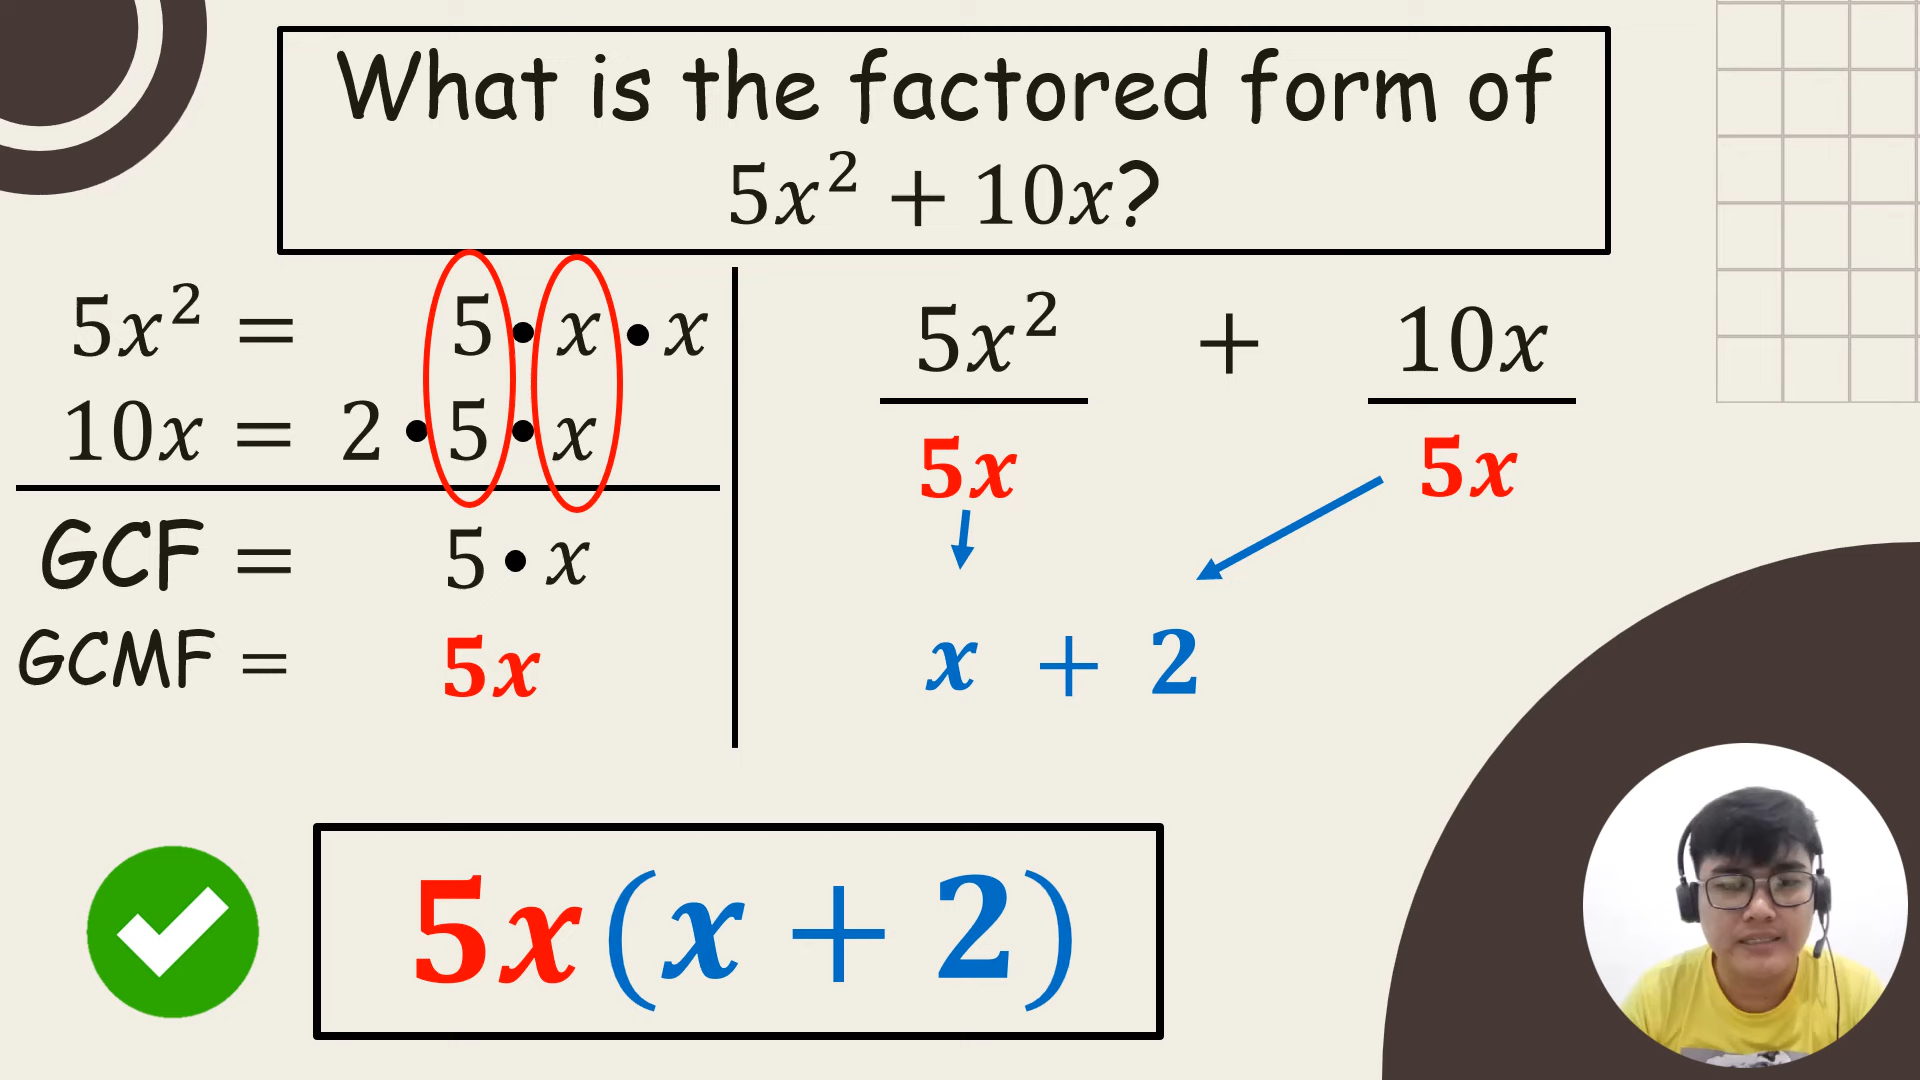 What is the factored form of
5x² + 10x?
5x² = 5 • x • x
10x = 2 • 5 • x
GCF = 5 • x
GCMF = 5x
5x² + 10x
5x 5x
x + 2
5x(x + 2)